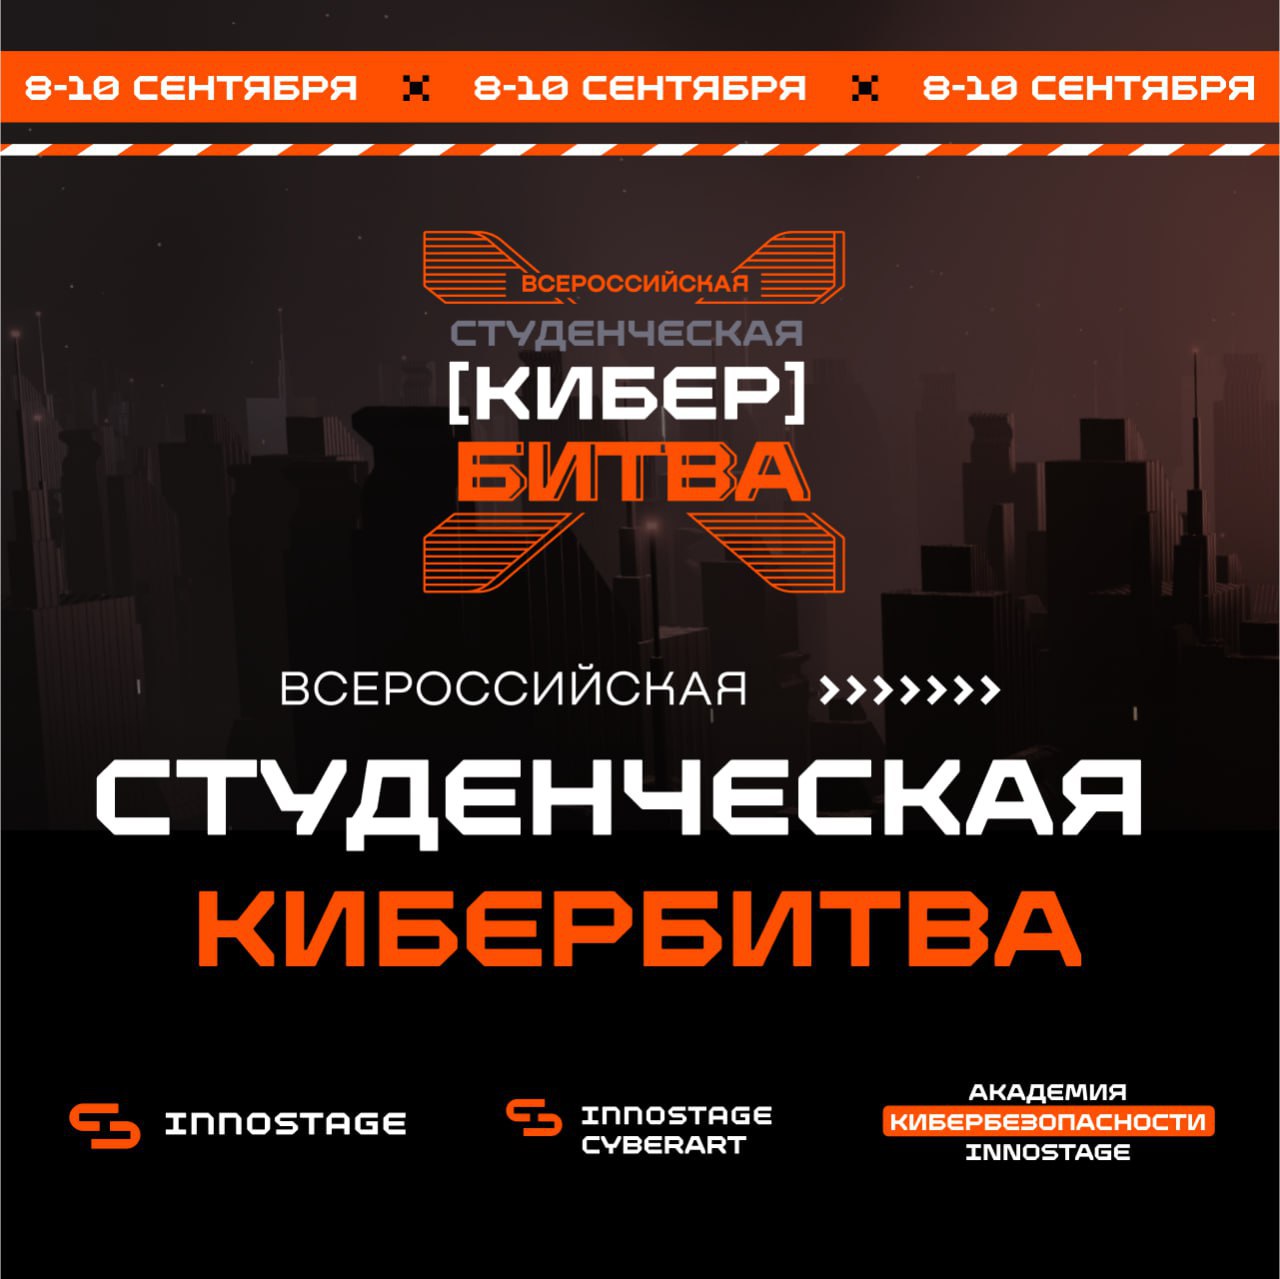 8-10 СЕНТЯБРЯ 8-10 СЕНТЯБРЯ 8-10 СЕНТЯБРЯ
ВСЕРОССИЙСКАЯ
СТУДЕНЧЕСКАЯ
[КИБЕР]
БИТВА
ВСЕРОССИЙСКАЯ
СТУДЕНЧЕСКАЯ
КИБЕРБИТВА
INNOSTAGE
INNOSTAGE
CYBERART
АКАДЕМИЯ
КИБЕРБЕЗОПАСНОСТИ
INNOSTAGE